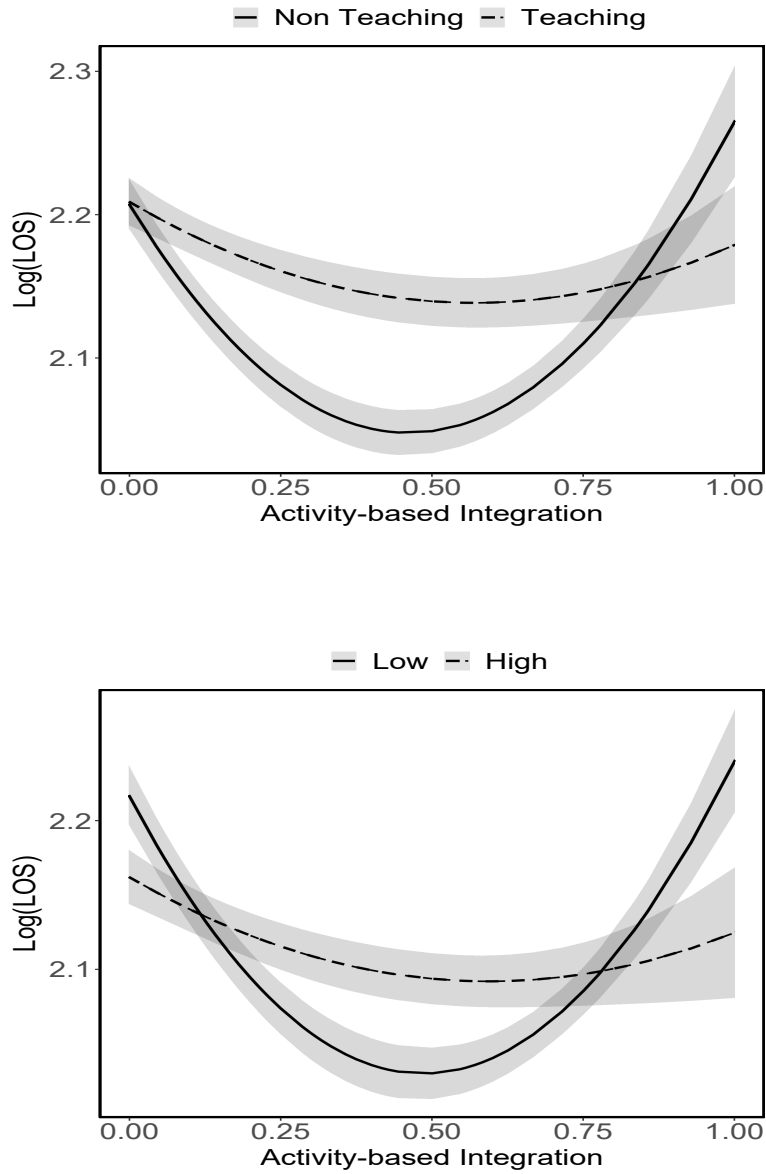 Non Teaching Teaching
2.3
2.2
2.1
Log(LOS)
0.00 0.25 0.50 0.75 1.00
Activity-based Integration
Low High
2.2
2.1
Log(LOS)
0.00 0.25 0.50 0.75 1.00
Activity-based Integration